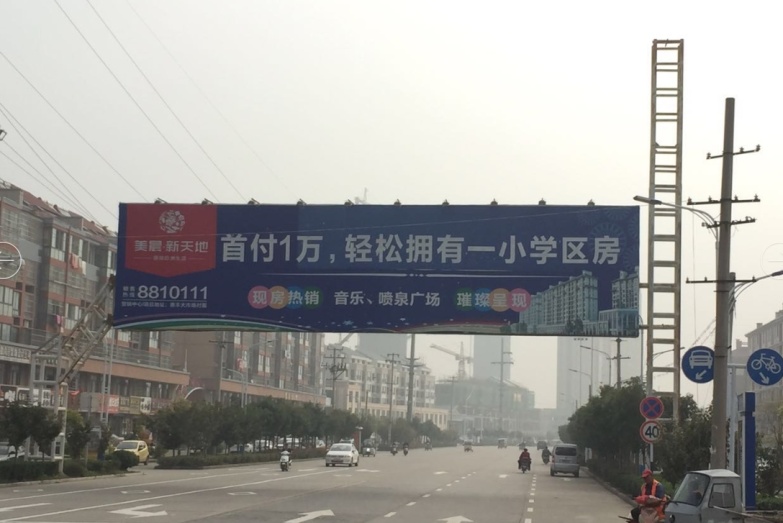 美晨·新天地
首付1万，轻松拥有一小学区房
8810111
现房热销 音乐、喷泉广场 璀璨呈现
40